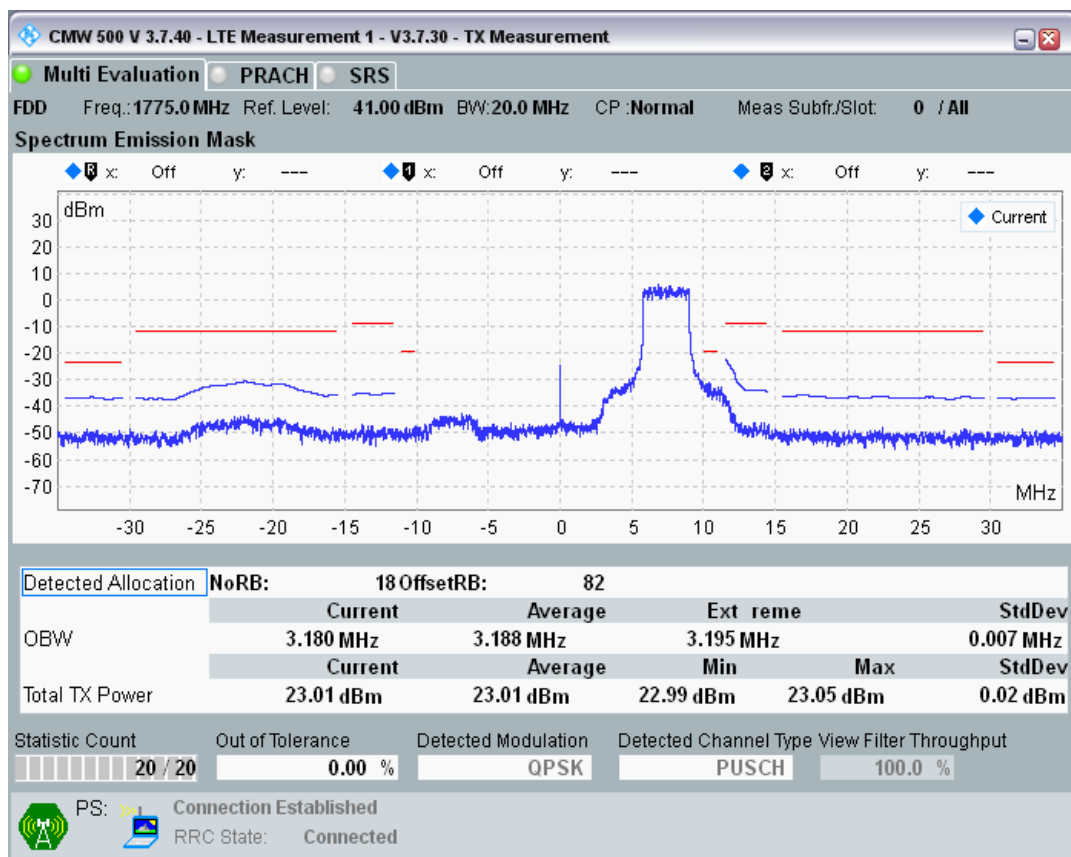 CMW 500 V 3.7.40 - LTE Measurement 1 - V3.7.30 - TX Measurement
Multi Evaluation PRACH SRS
FDD Freq.: 1775.0 MHz Ref. Level: 41.00 dBm BW: 20.0 MHz CP : Normal Meas Subfr./Slot: 0 / All
Spectrum Emission Mask
R x: Off y: --- 1 x: Off y: --- 2 x: Off y: ---
dBm
Current
30
20
10
0
-10
-20
-30
-40
-50
-60
-70
MHz
-30 -25 -20 -15 -10 -5 0 5 10 15 20 25 30
Detected Allocation NoRB: 18 OffsetRB: 82
Current Average Ext reme StdDev
OBW 3.180 MHz 3.188 MHz 3.195 MHz 0.007 MHz
Current Average Min Max StdDev
Total TX Power 23.01 dBm 23.01 dBm 22.99 dBm 23.05 dBm 0.02 dBm
Statistic Count Out of Tolerance Detected Modulation Detected Channel Type View Filter Throughput
20 / 20 0.00 % QPSK PUSCH 100.0 %
PS: Connection Established
RRC State: Connected